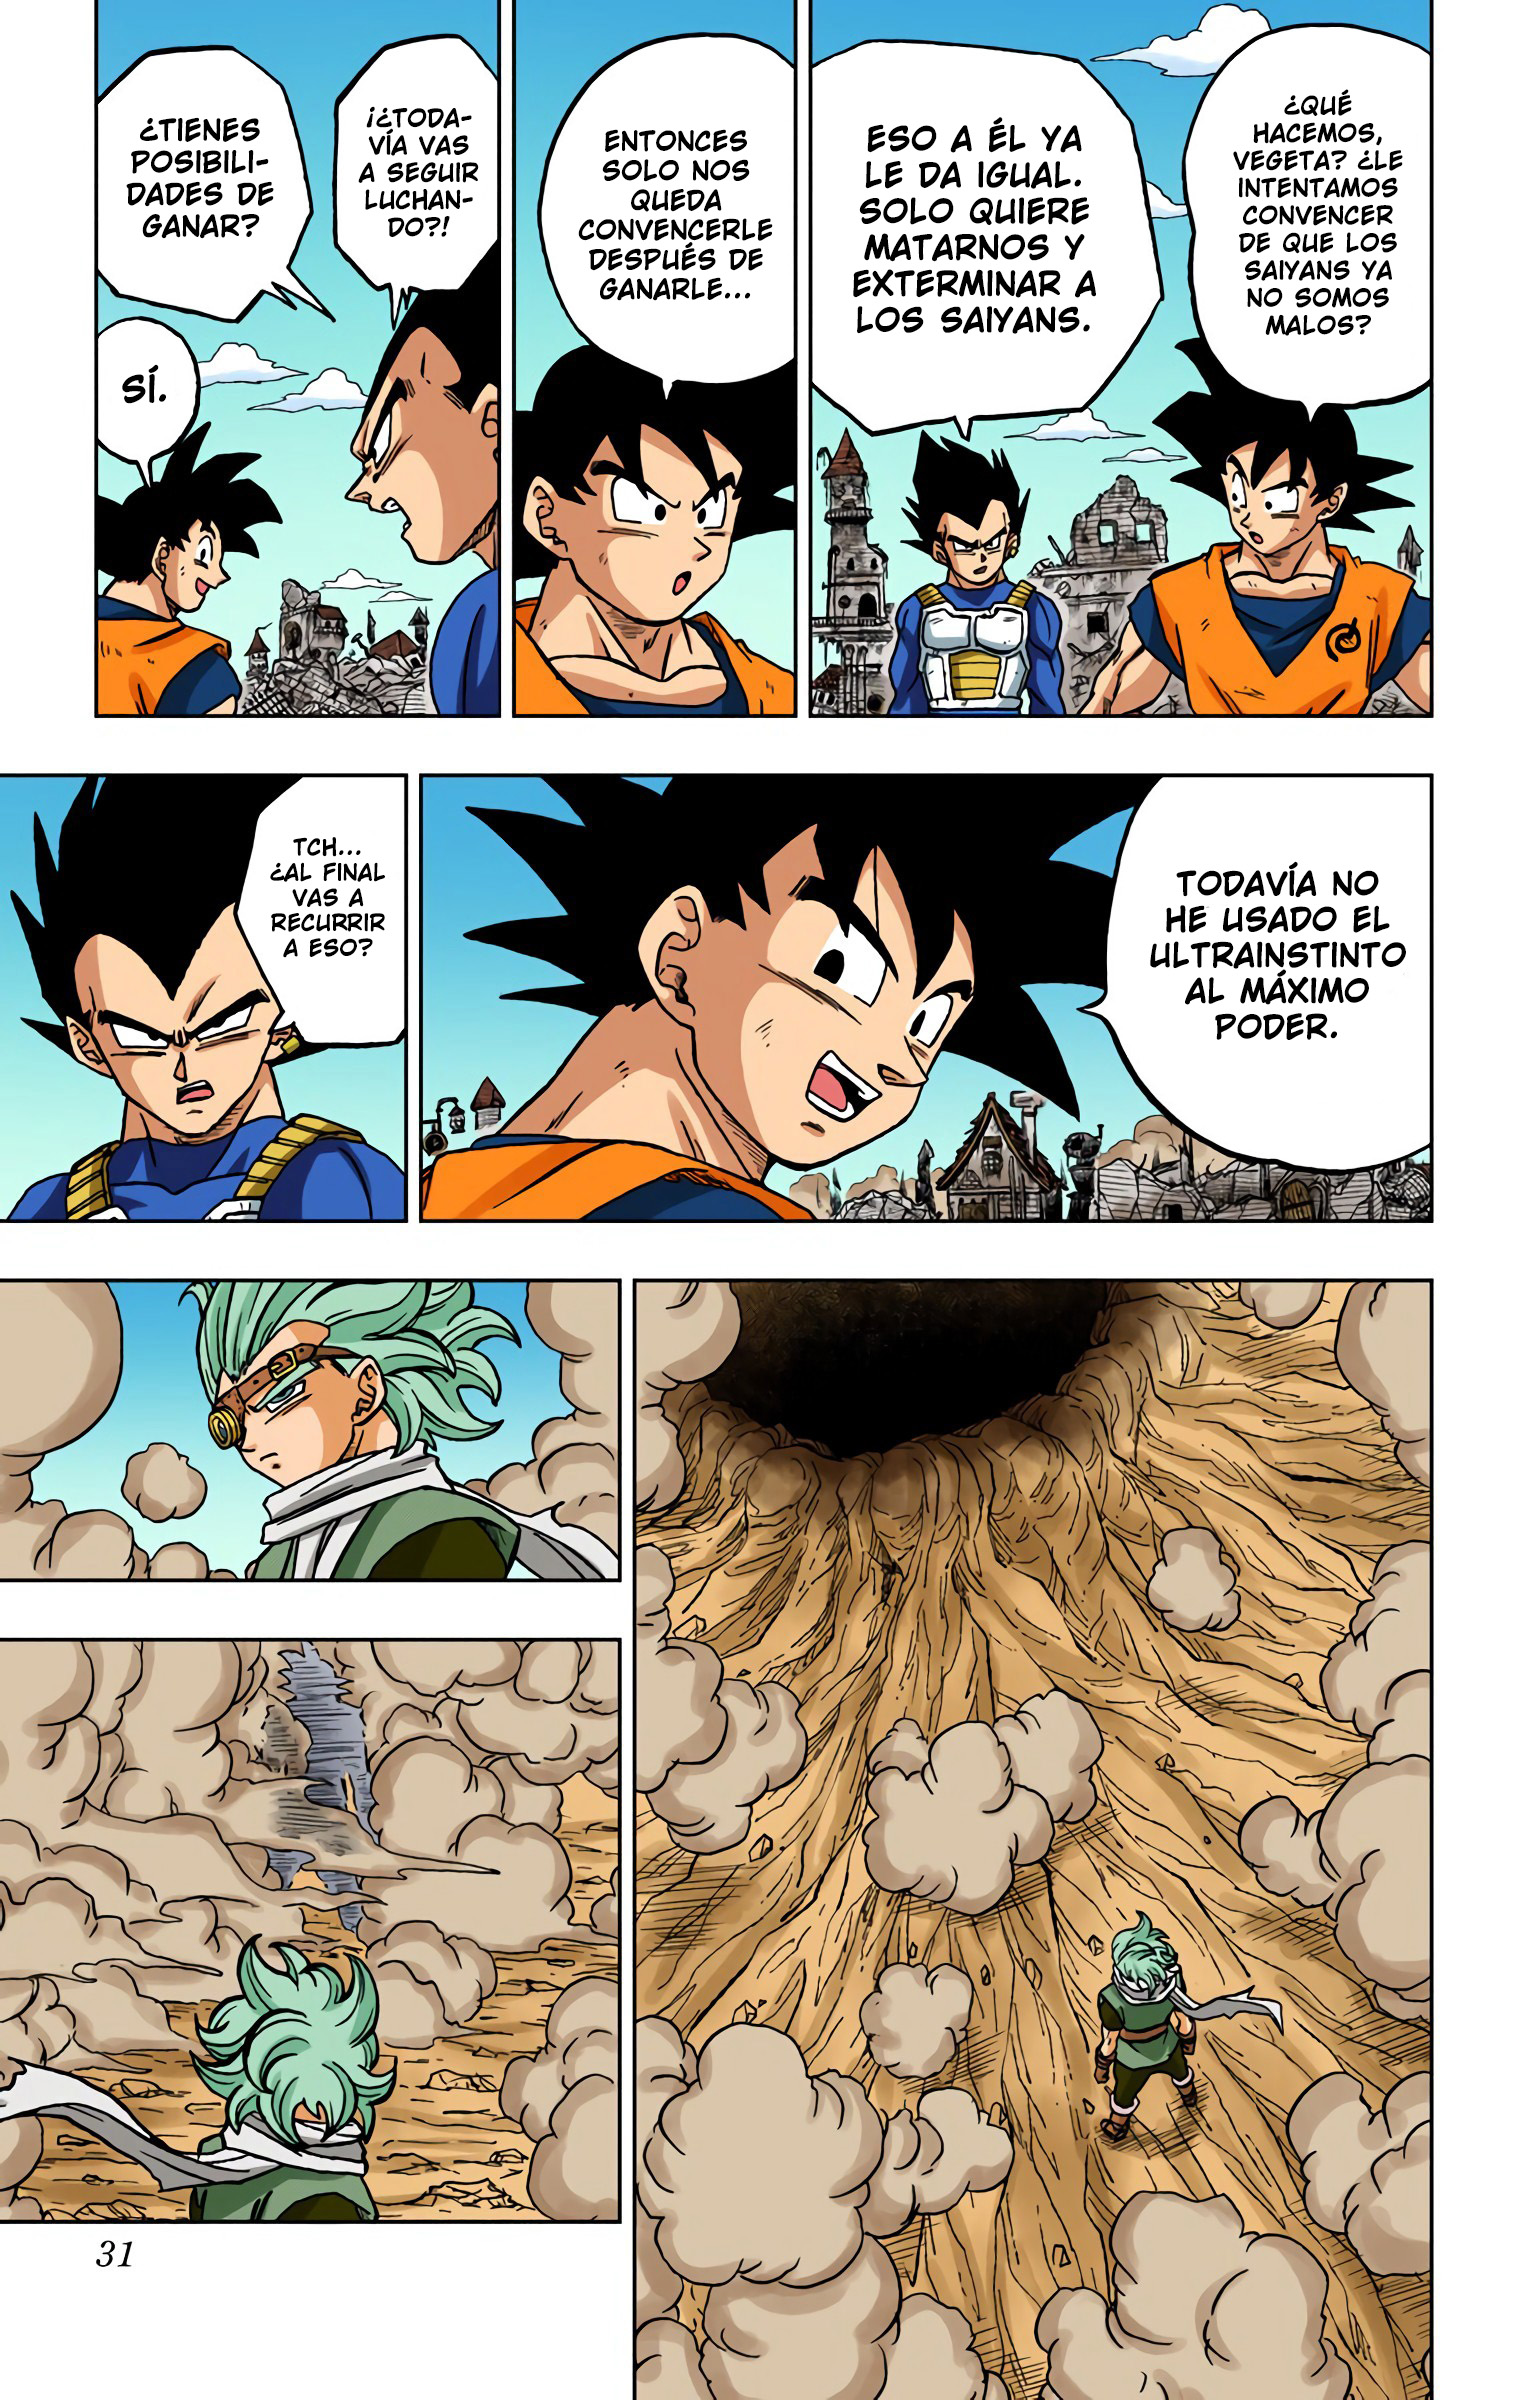 ¿QUÉ
HACEMOS,
VEGETA? ¿LE
INTENTAMOS
CONVENCER
DE QUE LOS
SAIYANS YA
NO SOMOS
MALOS?
ESO A ÉL YA
LE DA IGUAL.
SOLO QUIERE
MATARNOS Y
EXTERMINAR A
LOS SAIYANS.
ENTONCES
SOLO NOS
QUEDA
CONVENCERLE
DESPUÉS DE
GANARLE...
¡¿TODA-
VÍA VAS
A SEGUIR
LUCHAN-
DO?!
¿TIENES
POSIBILI-
DADES DE
GANAR?
SÍ.
TODAVÍA NO
HE USADO EL
ULTRAINSTINTO
AL MÁXIMO
PODER.
TCH...
¿AL FINAL
VAS A
RECURRIR
A ESO?
31